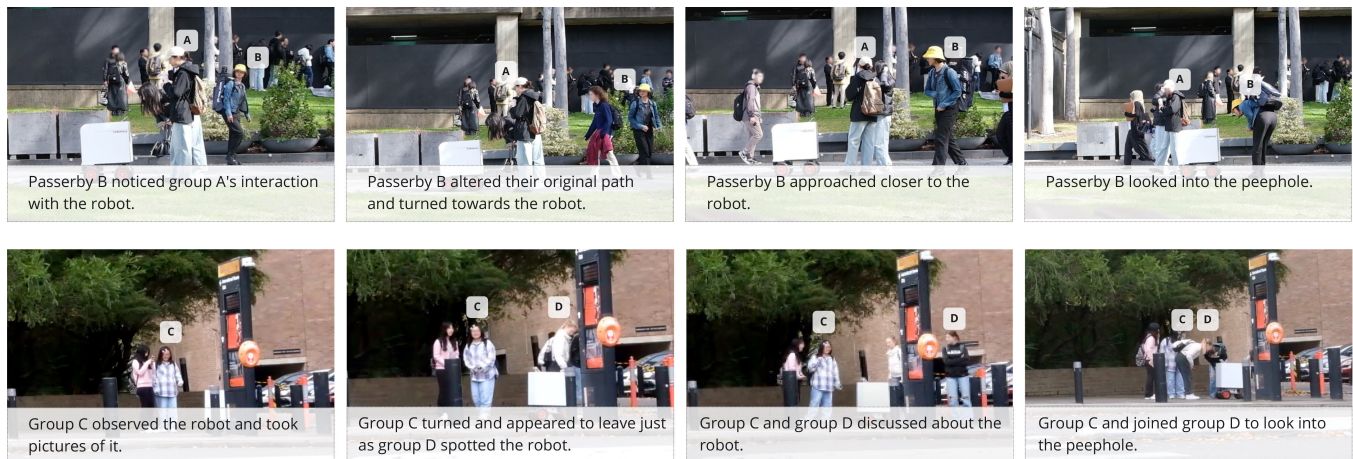 A
B
Passerby B noticed group A's interaction
with the robot.
A
B
Passerby B altered their original path
and turned towards the robot.
A
B
Passerby B approached closer to the
robot.
A
B
Passerby B looked into the peephole.
C
Group C observed the robot and took
pictures of it.
C
D
Group C turned and appeared to leave just
as group D spotted the robot.
C
D
Group C and group D discussed about the
robot.
C
D
Group C and joined group D to look into
the peephole.